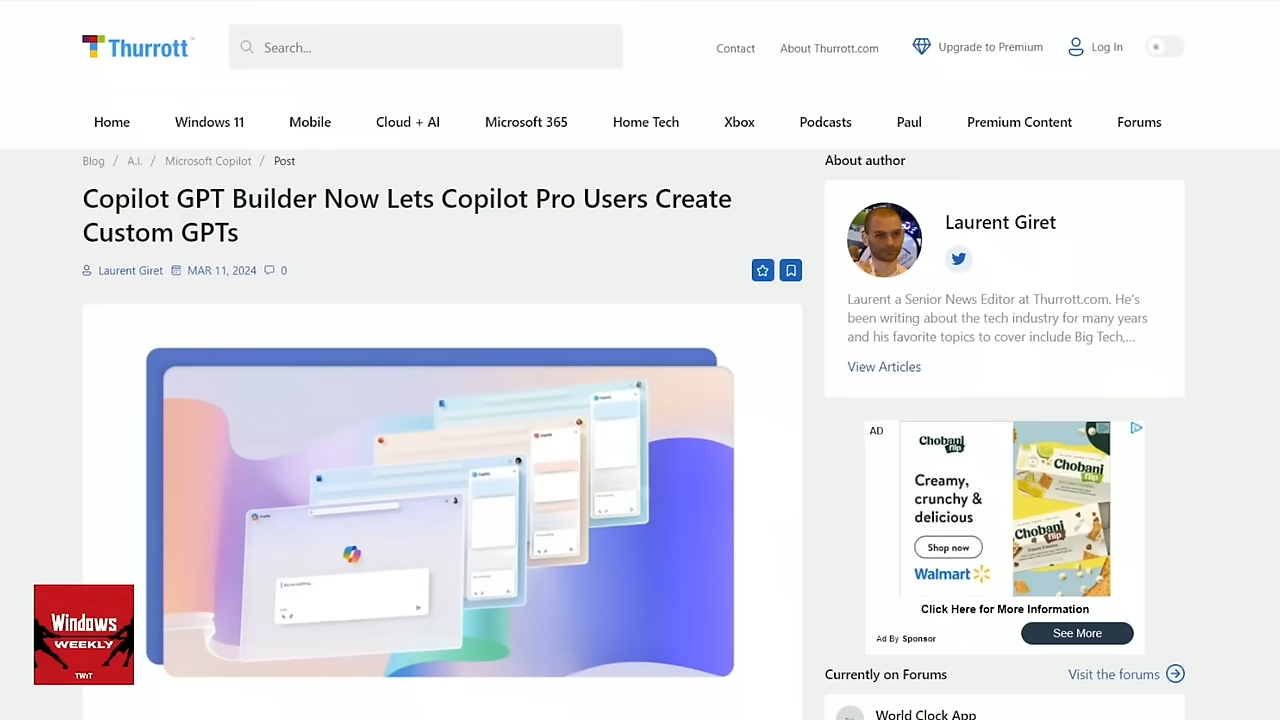 Thurrott
Search...
Contact
About Thurrott.com
Upgrade to Premium
Log In
Home
Windows 11
Mobile
Cloud + AI
Microsoft 365
Home Tech
Xbox
Podcasts
Paul
Premium Content
Forums
Blog / A.I. / Microsoft Copilot / Post
Copilot GPT Builder Now Lets Copilot Pro Users Create
Custom GPTs
Laurent Giret MAR 11, 2024 0
About author
Laurent Giret
Laurent a Senior News Editor at Thurrott.com. He's
been writing about the tech industry for many years
and his favorite topics to cover include Big Tech,...
View Articles
AD
Chobani
flip
Creamy,
crunchy &
delicious
Shop now
Walmart
Chobani
flip
Chobani
flip
Click Here for More Information
Ad By Sponsor
See More
Currently on Forums
Visit the forums
World Clock App
Windows
WEEKLY
TWiT